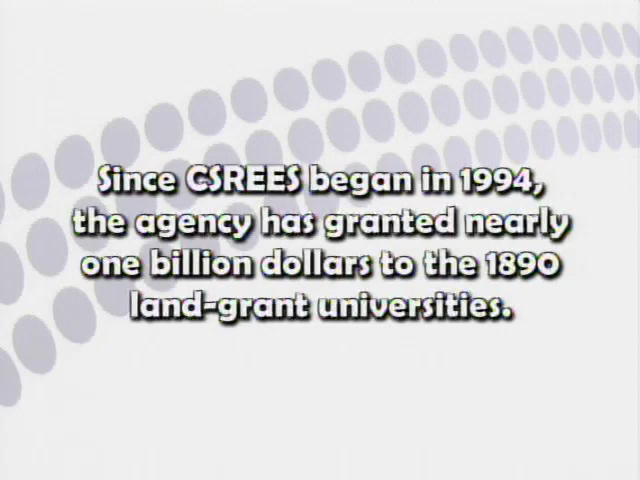 Since CSREES began in 1994,
the agency has granted nearly
one billion dollars to the 1890
land-grant universities.